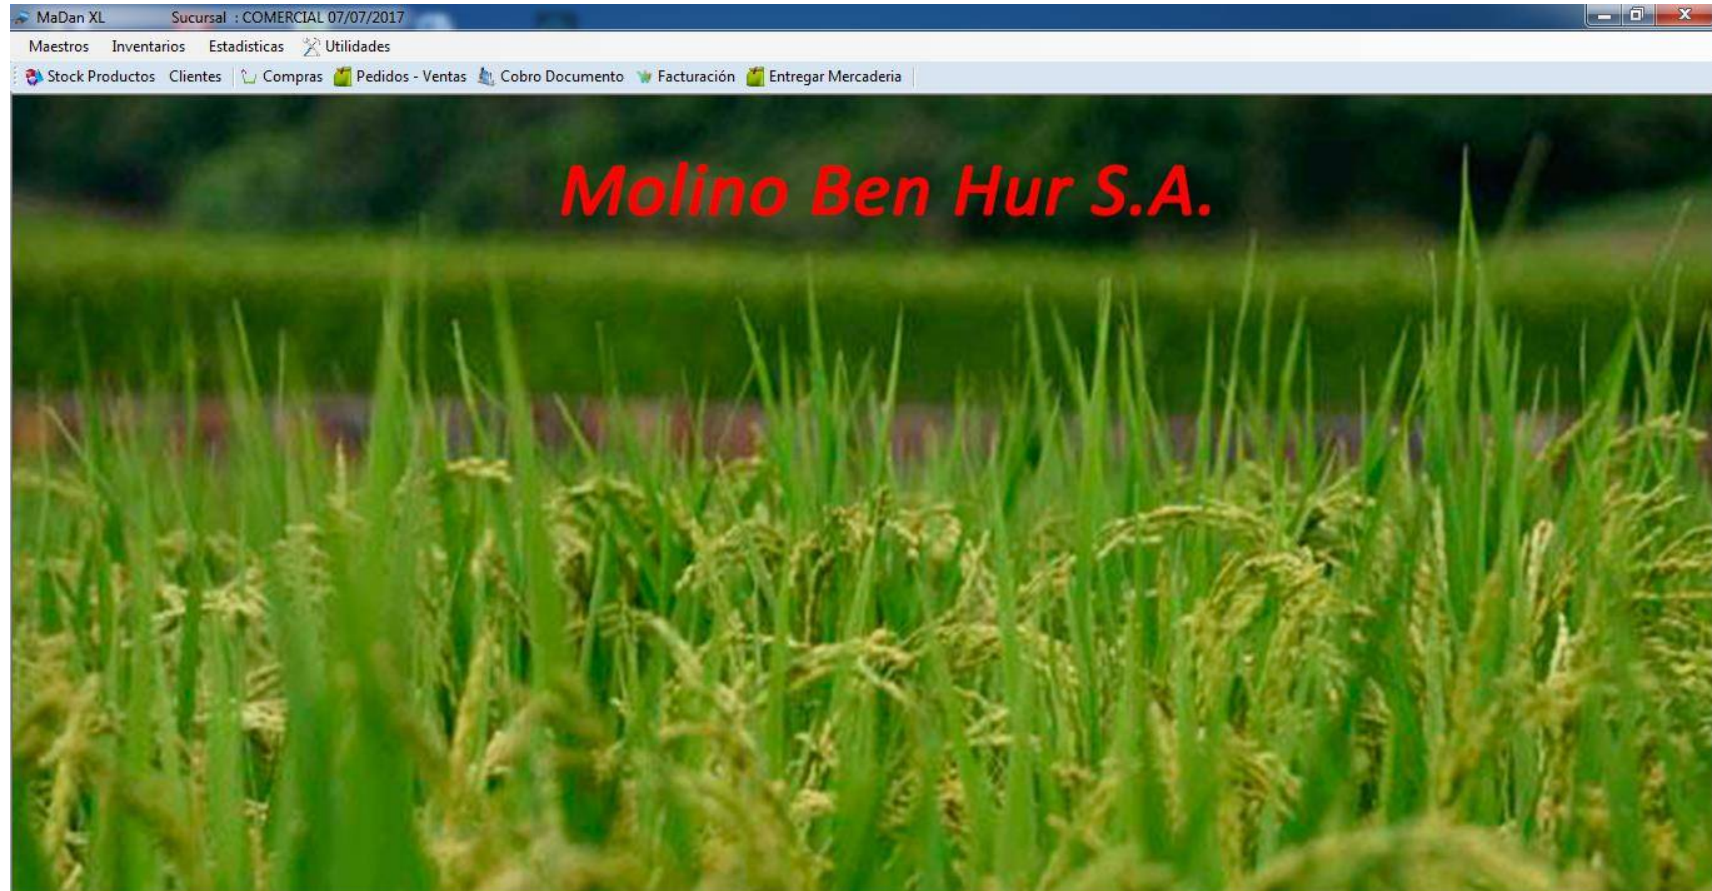 MaDan XL Sucursal : COMERCIAL 07/07/2017
Maestros Inventarios Estadisticas Utilidades
Stock Productos Clientes Compras Pedidos - Ventas Cobro Documento Facturación Entregar Mercaderia
Molino Ben Hur S.A.